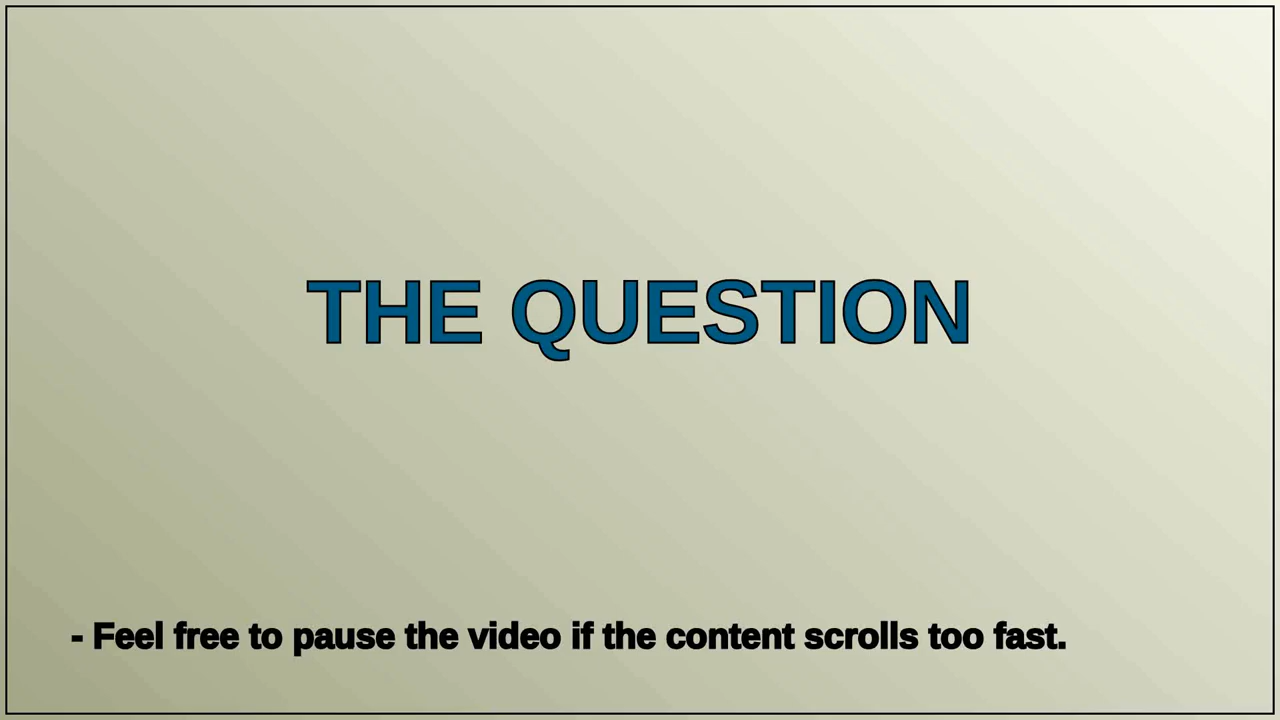 THE QUESTION
- Feel free to pause the video if the content scrolls too fast.